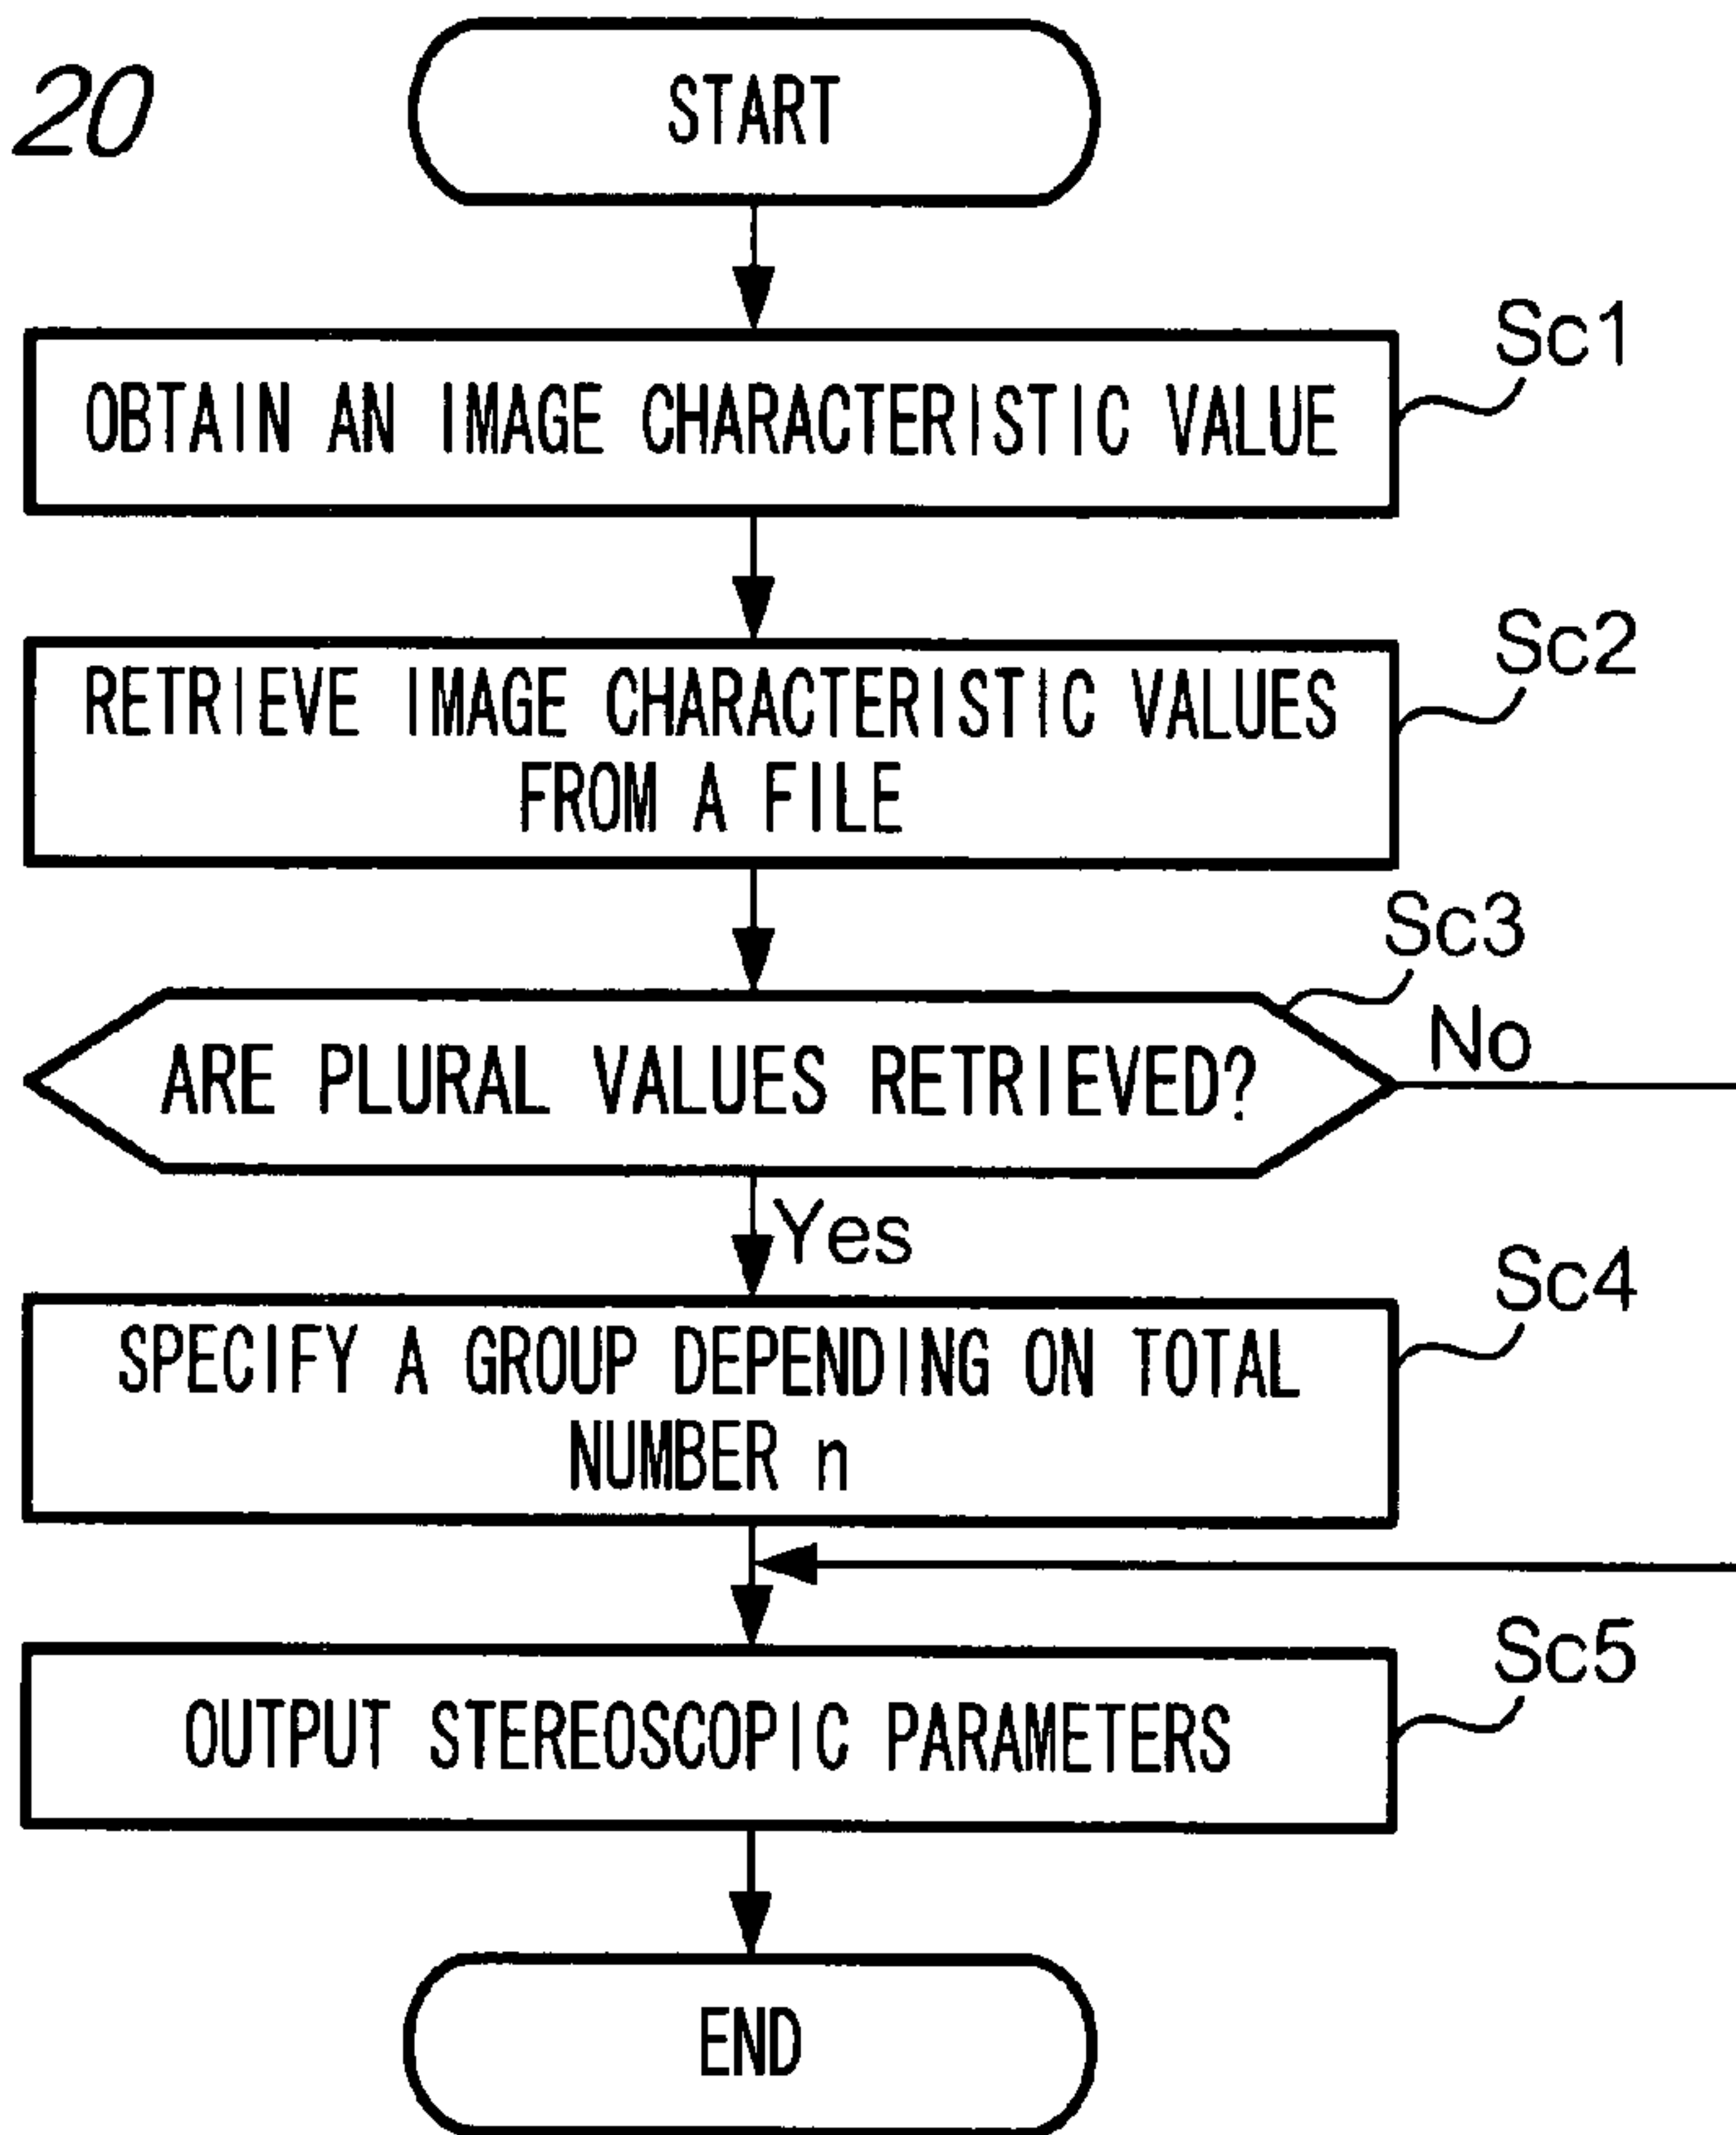 20
START
Sc1
OBTAIN AN IMAGE CHARACTERISTIC VALUE
Sc2
RETRIEVE IMAGE CHARACTERISTIC VALUES
FROM A FILE
Sc3
No
ARE PLURAL VALUES RETRIEVED?
Yes
Sc4
SPECIFY A GROUP DEPENDING ON TOTAL
NUMBER n
Sc5
OUTPUT STEREOSCOPIC PARAMETERS
END